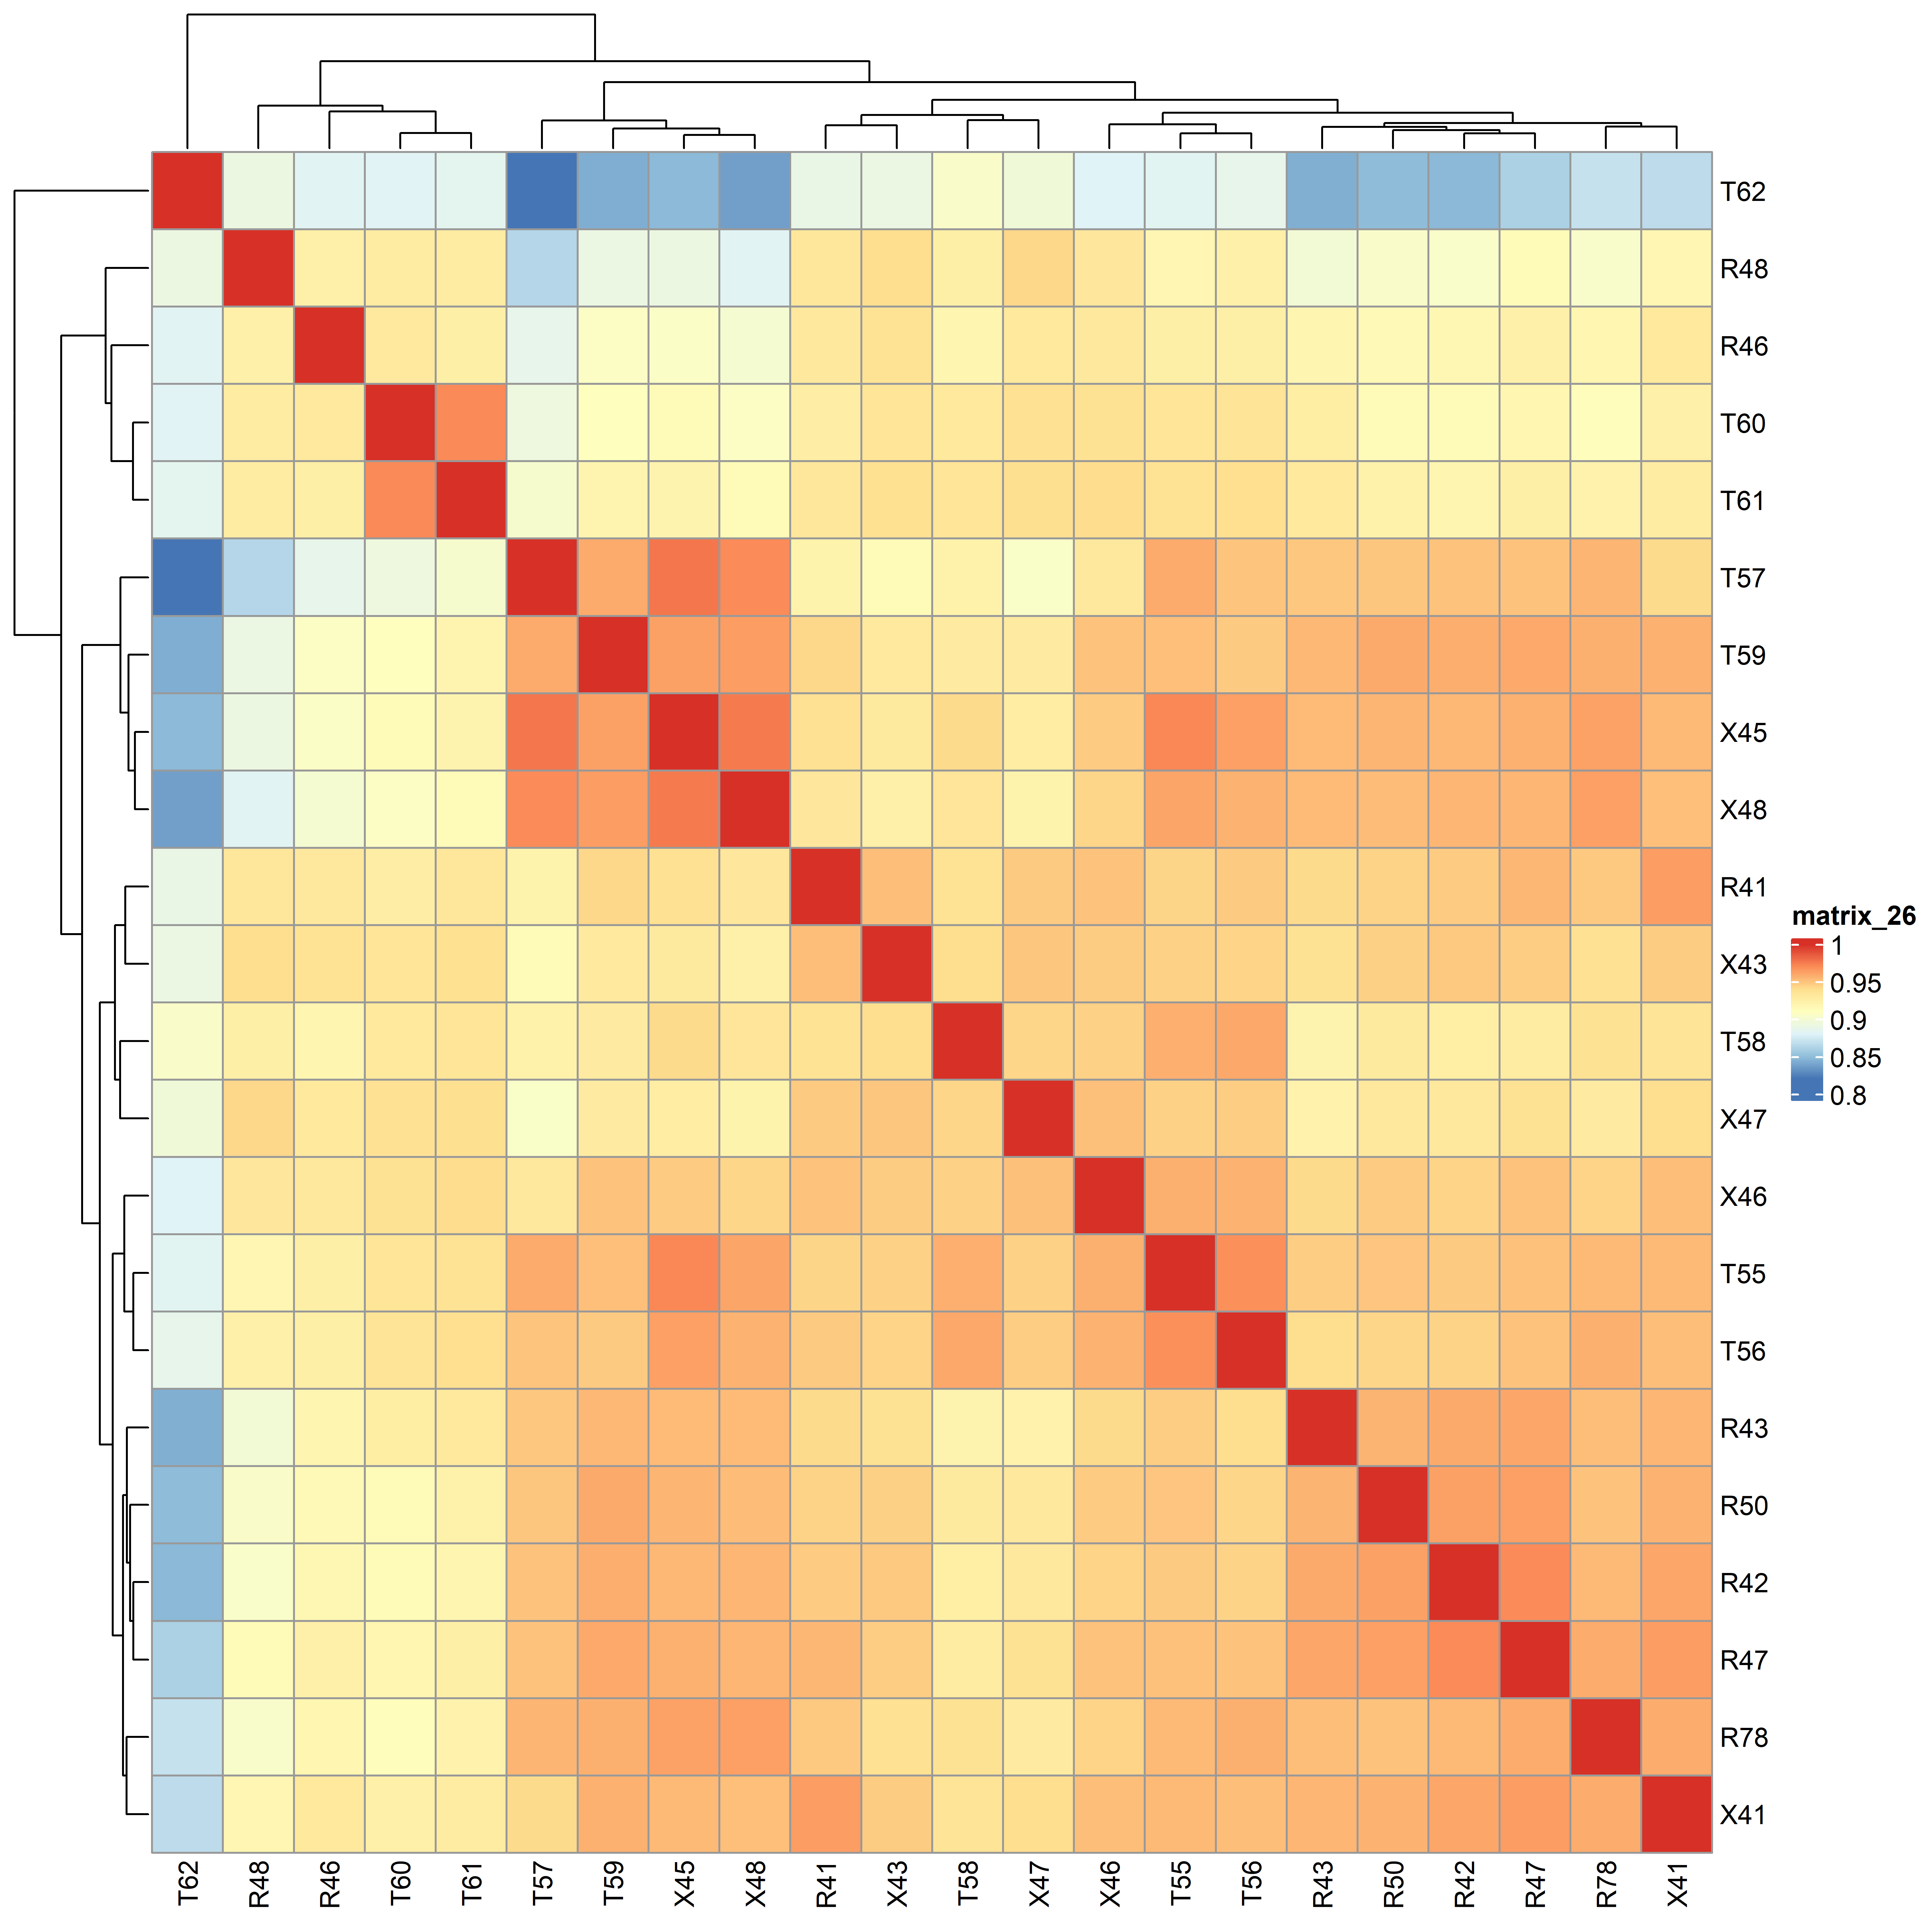 T62
R48
R46
T60
T61
T57
T59
X45
X48
R41
X43
T58
X47
X46
T55
T56
R43
R50
R42
R47
R78
X41
matrix_26
1
0.95
0.9
0.85
0.8
T62 R48 R46 T60 T61 T57 T59 X45 X48 R41 X43 T58 X47 X46 T55 T56 R43 R50 R42 R47 R78 X41